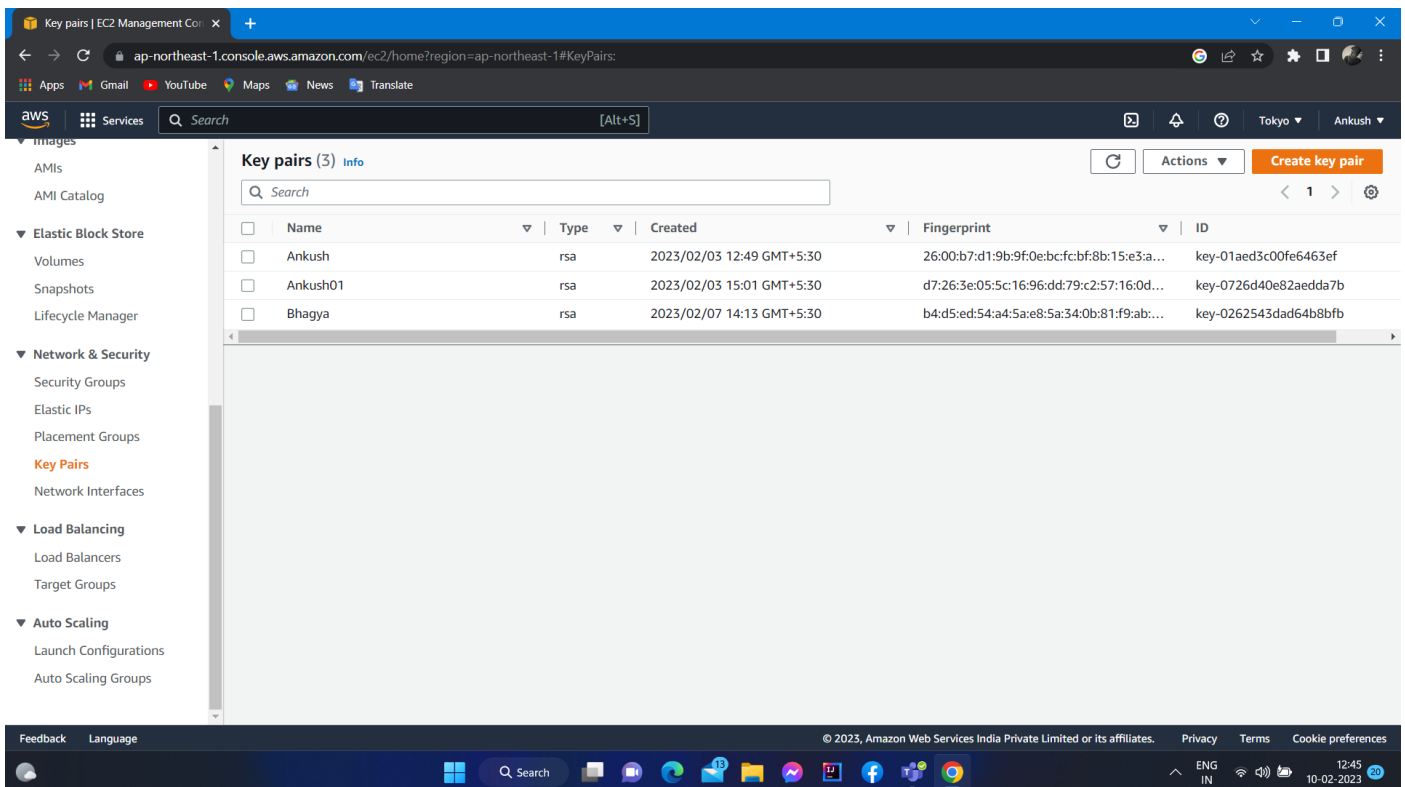 Key pairs | EC2 Management Con
ap-northeast-1.console.aws.amazon.com/ec2/home?region=ap-northeast-1#KeyPairs:
Apps Gmail YouTube Maps News Translate
aws Services Search [Alt+S] Tokyo Ankush
Images
AMIs
AMI Catalog
Elastic Block Store
Volumes
Snapshots
Lifecycle Manager
Network & Security
Security Groups
Elastic IPs
Placement Groups
Key Pairs
Network Interfaces
Load Balancing
Load Balancers
Target Groups
Auto Scaling
Launch Configurations
Auto Scaling Groups
Key pairs (3) Info Actions Create key pair
Search 1
Name Type Created Fingerprint ID
Ankush rsa 2023/02/03 12:49 GMT+5:30 26:00:b7:d1:9b:9f:0e:bc:fc:bf:8b:15:e3:a... key-01aed3c00fe6463ef
Ankush01 rsa 2023/02/03 15:01 GMT+5:30 d7:26:3e:05:5c:16:96:dd:79:c2:57:16:0d... key-0726d40e82aedda7b
Bhagya rsa 2023/02/07 14:13 GMT+5:30 b4:d5:ed:54:a4:5a:e8:5a:34:0b:81:f9:ab:... key-0262543dad64b8bfb
Feedback Language © 2023, Amazon Web Services India Private Limited or its affiliates. Privacy Terms Cookie preferences
Search 13 ENG 12:45
IN 10-02-2023 20